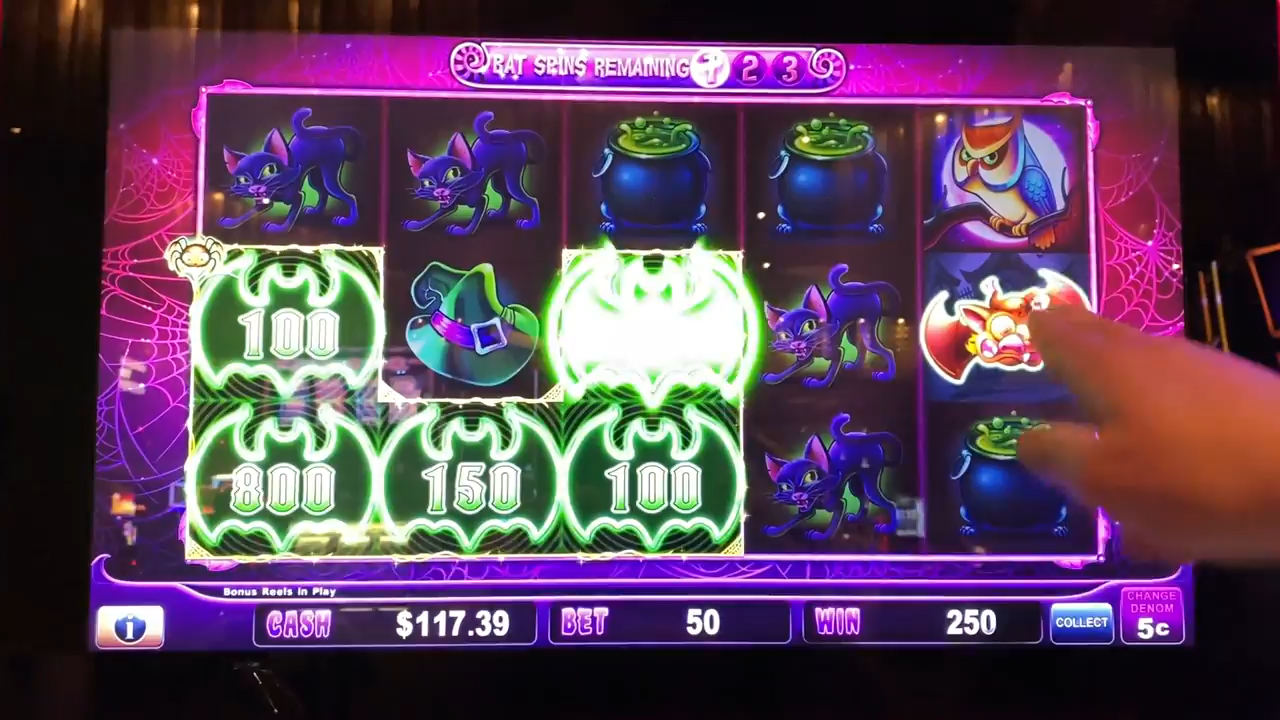 BAT SPINS REMAINING 1 2 3
100
800 150 100
Bonus Reels in Play
CASH $117.39 BET 50 WIN 250 COLLECT
CHANGE
DENOM
5c
i